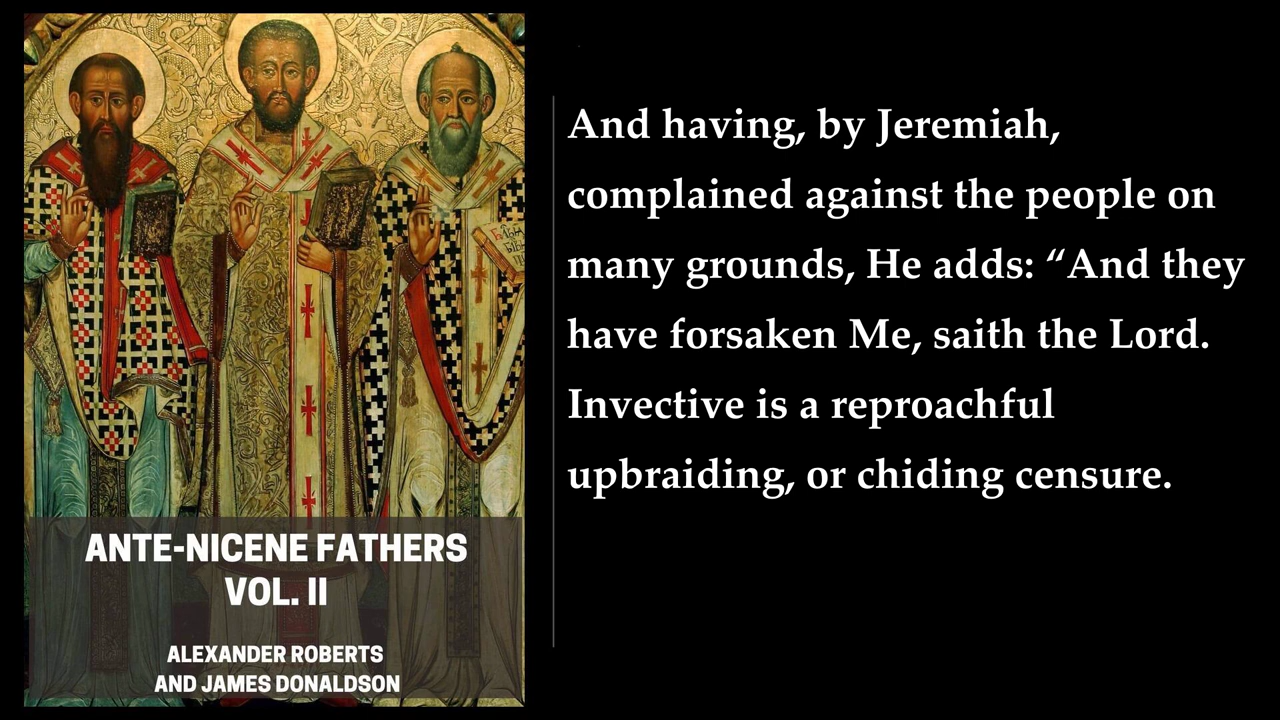 And having, by Jeremiah,
complained against the people on
many grounds, He adds: “And they
have forsaken Me, saith the Lord.
Invective is a reproachful
upbraiding, or chiding censure.
ANTE-NICENE FATHERS
VOL. II
ALEXANDER ROBERTS
AND JAMES DONALDSON